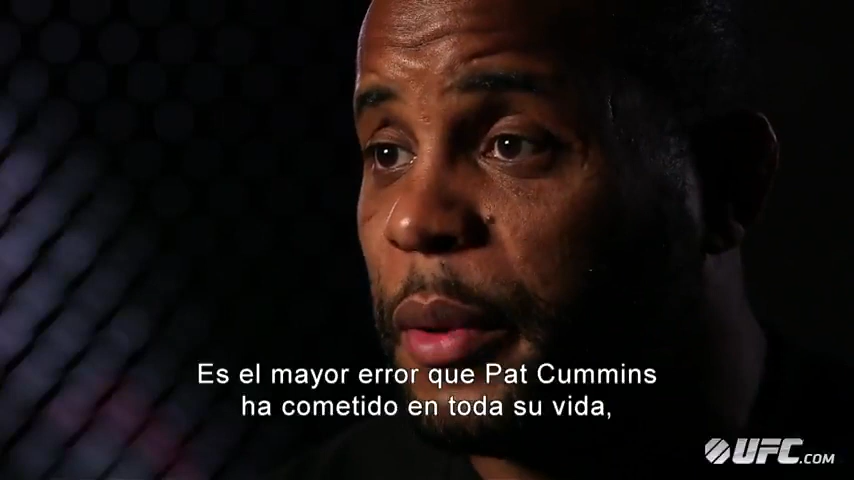 Es el mayor error que Pat Cummins
ha cometido en toda su vida,
UFC.COM